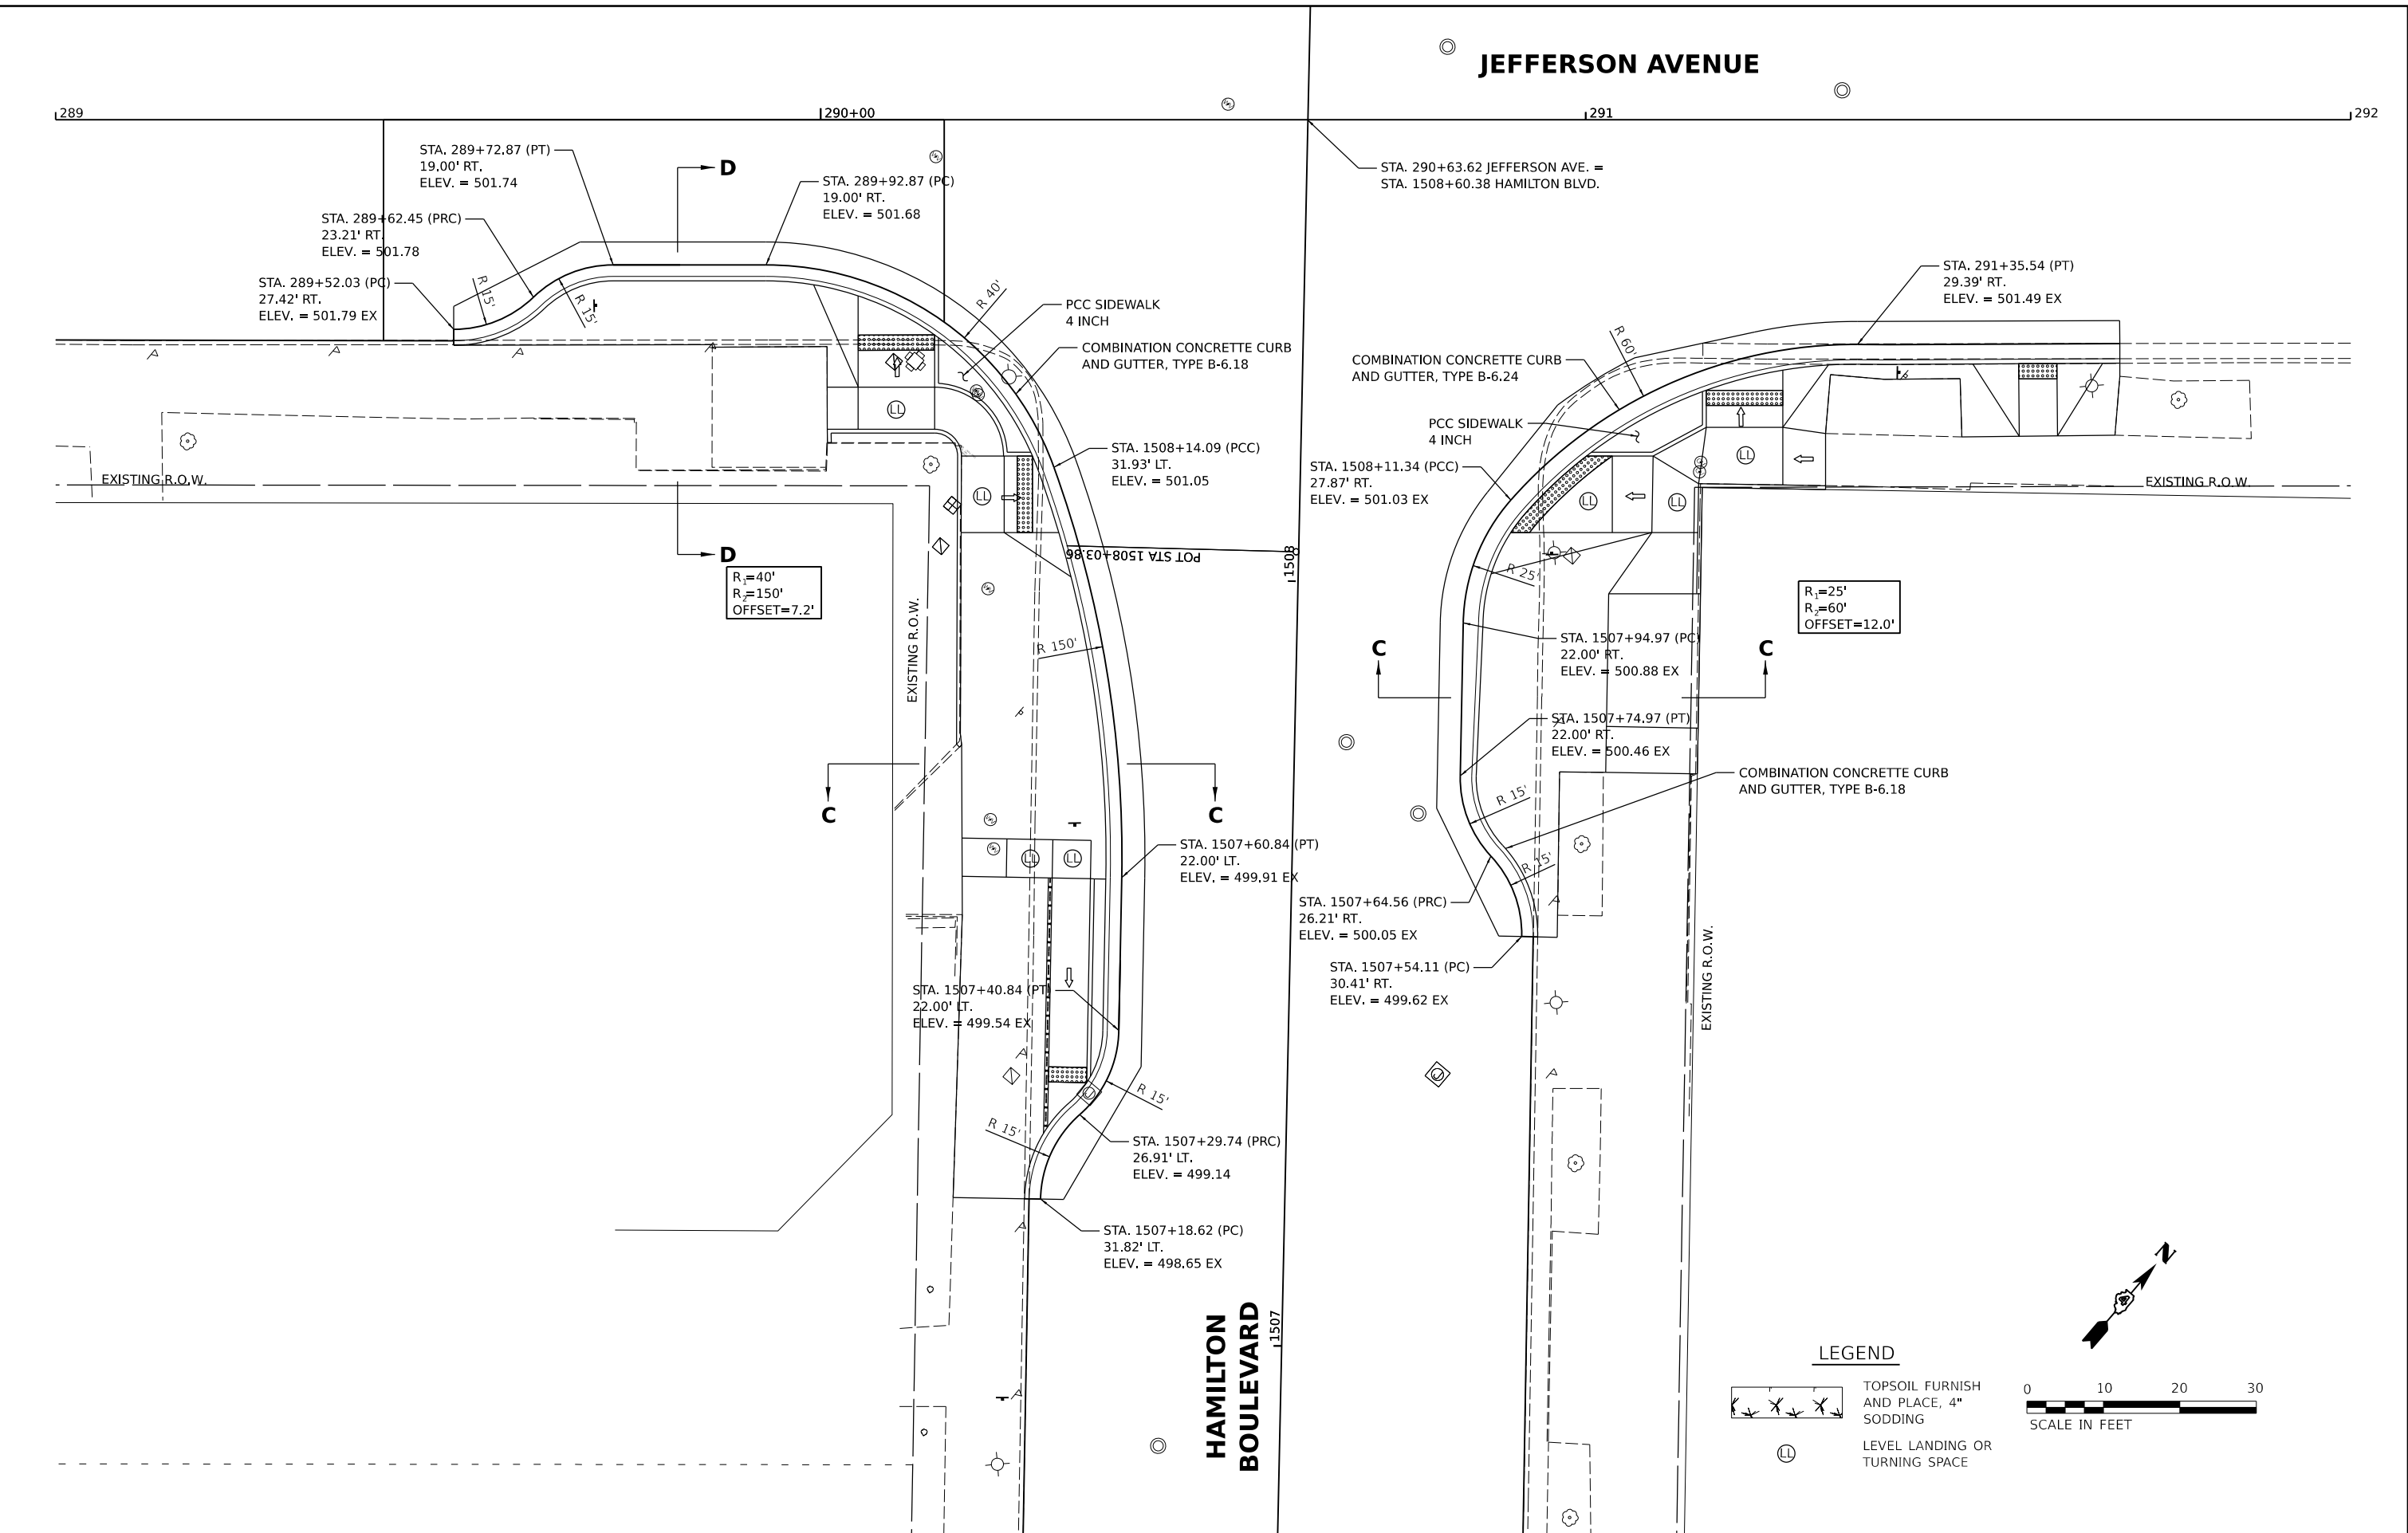 JEFFERSON AVENUE
289
290+00
291
292
STA. 289+72.87 (PT)
19.00' RT.
ELEV. = 501.74
D
STA. 289+92.87 (PC)
19.00' RT.
ELEV. = 501.68
STA. 290+63.62 JEFFERSON AVE. =
STA. 1508+60.38 HAMILTON BLVD.
STA. 289+62.45 (PRC)
23.21' RT.
ELEV. = 501.78
STA. 289+52.03 (PC)
27.42' RT.
ELEV. = 501.79 EX
R 15'
R 15'
R 40'
PCC SIDEWALK
4 INCH
COMBINATION CONCRETTE CURB
AND GUTTER, TYPE B-6.18
STA. 291+35.54 (PT)
29.39' RT.
ELEV. = 501.49 EX
R 60'
COMBINATION CONCRETTE CURB
AND GUTTER, TYPE B-6.24
PCC SIDEWALK
4 INCH
LL
LL
STA. 1508+14.09 (PCC)
31.93' LT.
ELEV. = 501.05
STA. 1508+11.34 (PCC)
27.87' RT.
ELEV. = 501.03 EX
LL
LL
LL
EXISTING R.O.W.
EXISTING R.O.W.
D
POT STA 1508+03.86
1508
R 25'
R1=40'
R2=150'
OFFSET=7.2'
R1=25'
R2=60'
OFFSET=12.0'
EXISTING R.O.W.
R 150'
STA. 1507+94.97 (PC)
22.00' RT.
ELEV. = 500.88 EX
C
C
STA. 1507+74.97 (PT)
22.00' RT.
ELEV. = 500.46 EX
COMBINATION CONCRETTE CURB
AND GUTTER, TYPE B-6.18
C
C
R 15'
R 15'
STA. 1507+60.84 (PT)
22.00' LT.
ELEV. = 499.91 EX
LL
LL
STA. 1507+64.56 (PRC)
26.21' RT.
ELEV. = 500.05 EX
STA. 1507+54.11 (PC)
30.41' RT.
ELEV. = 499.62 EX
EXISTING R.O.W.
STA. 1507+40.84 (PT)
22.00' LT.
ELEV. = 499.54 EX
R 15'
R 15'
STA. 1507+29.74 (PRC)
26.91' LT.
ELEV. = 499.14
STA. 1507+18.62 (PC)
31.82' LT.
ELEV. = 498.65 EX
HAMILTON
BOULEVARD
1507
N
LEGEND
TOPSOIL FURNISH
AND PLACE, 4"
SODDING
LL
LEVEL LANDING OR
TURNING SPACE
0 10 20 30
SCALE IN FEET